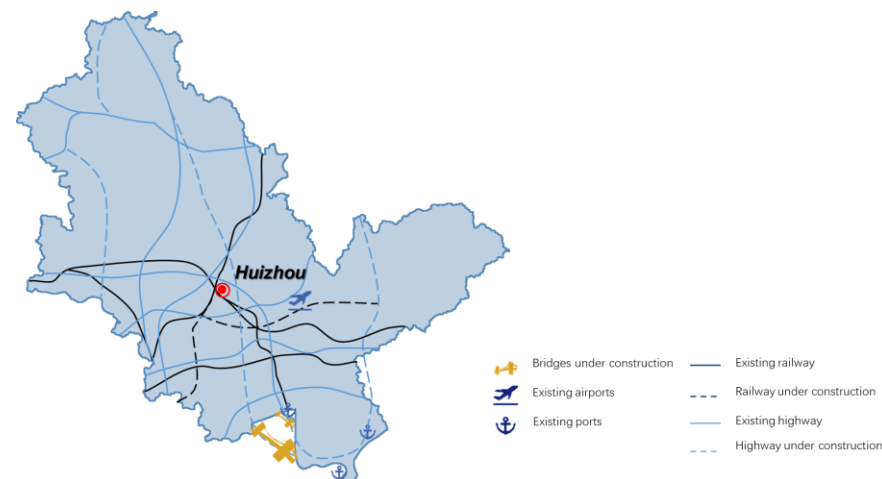 Huizhou
Bridges under construction
Existing airports
Existing ports
Existing railway
Railway under construction
Existing highway
Highway under construction